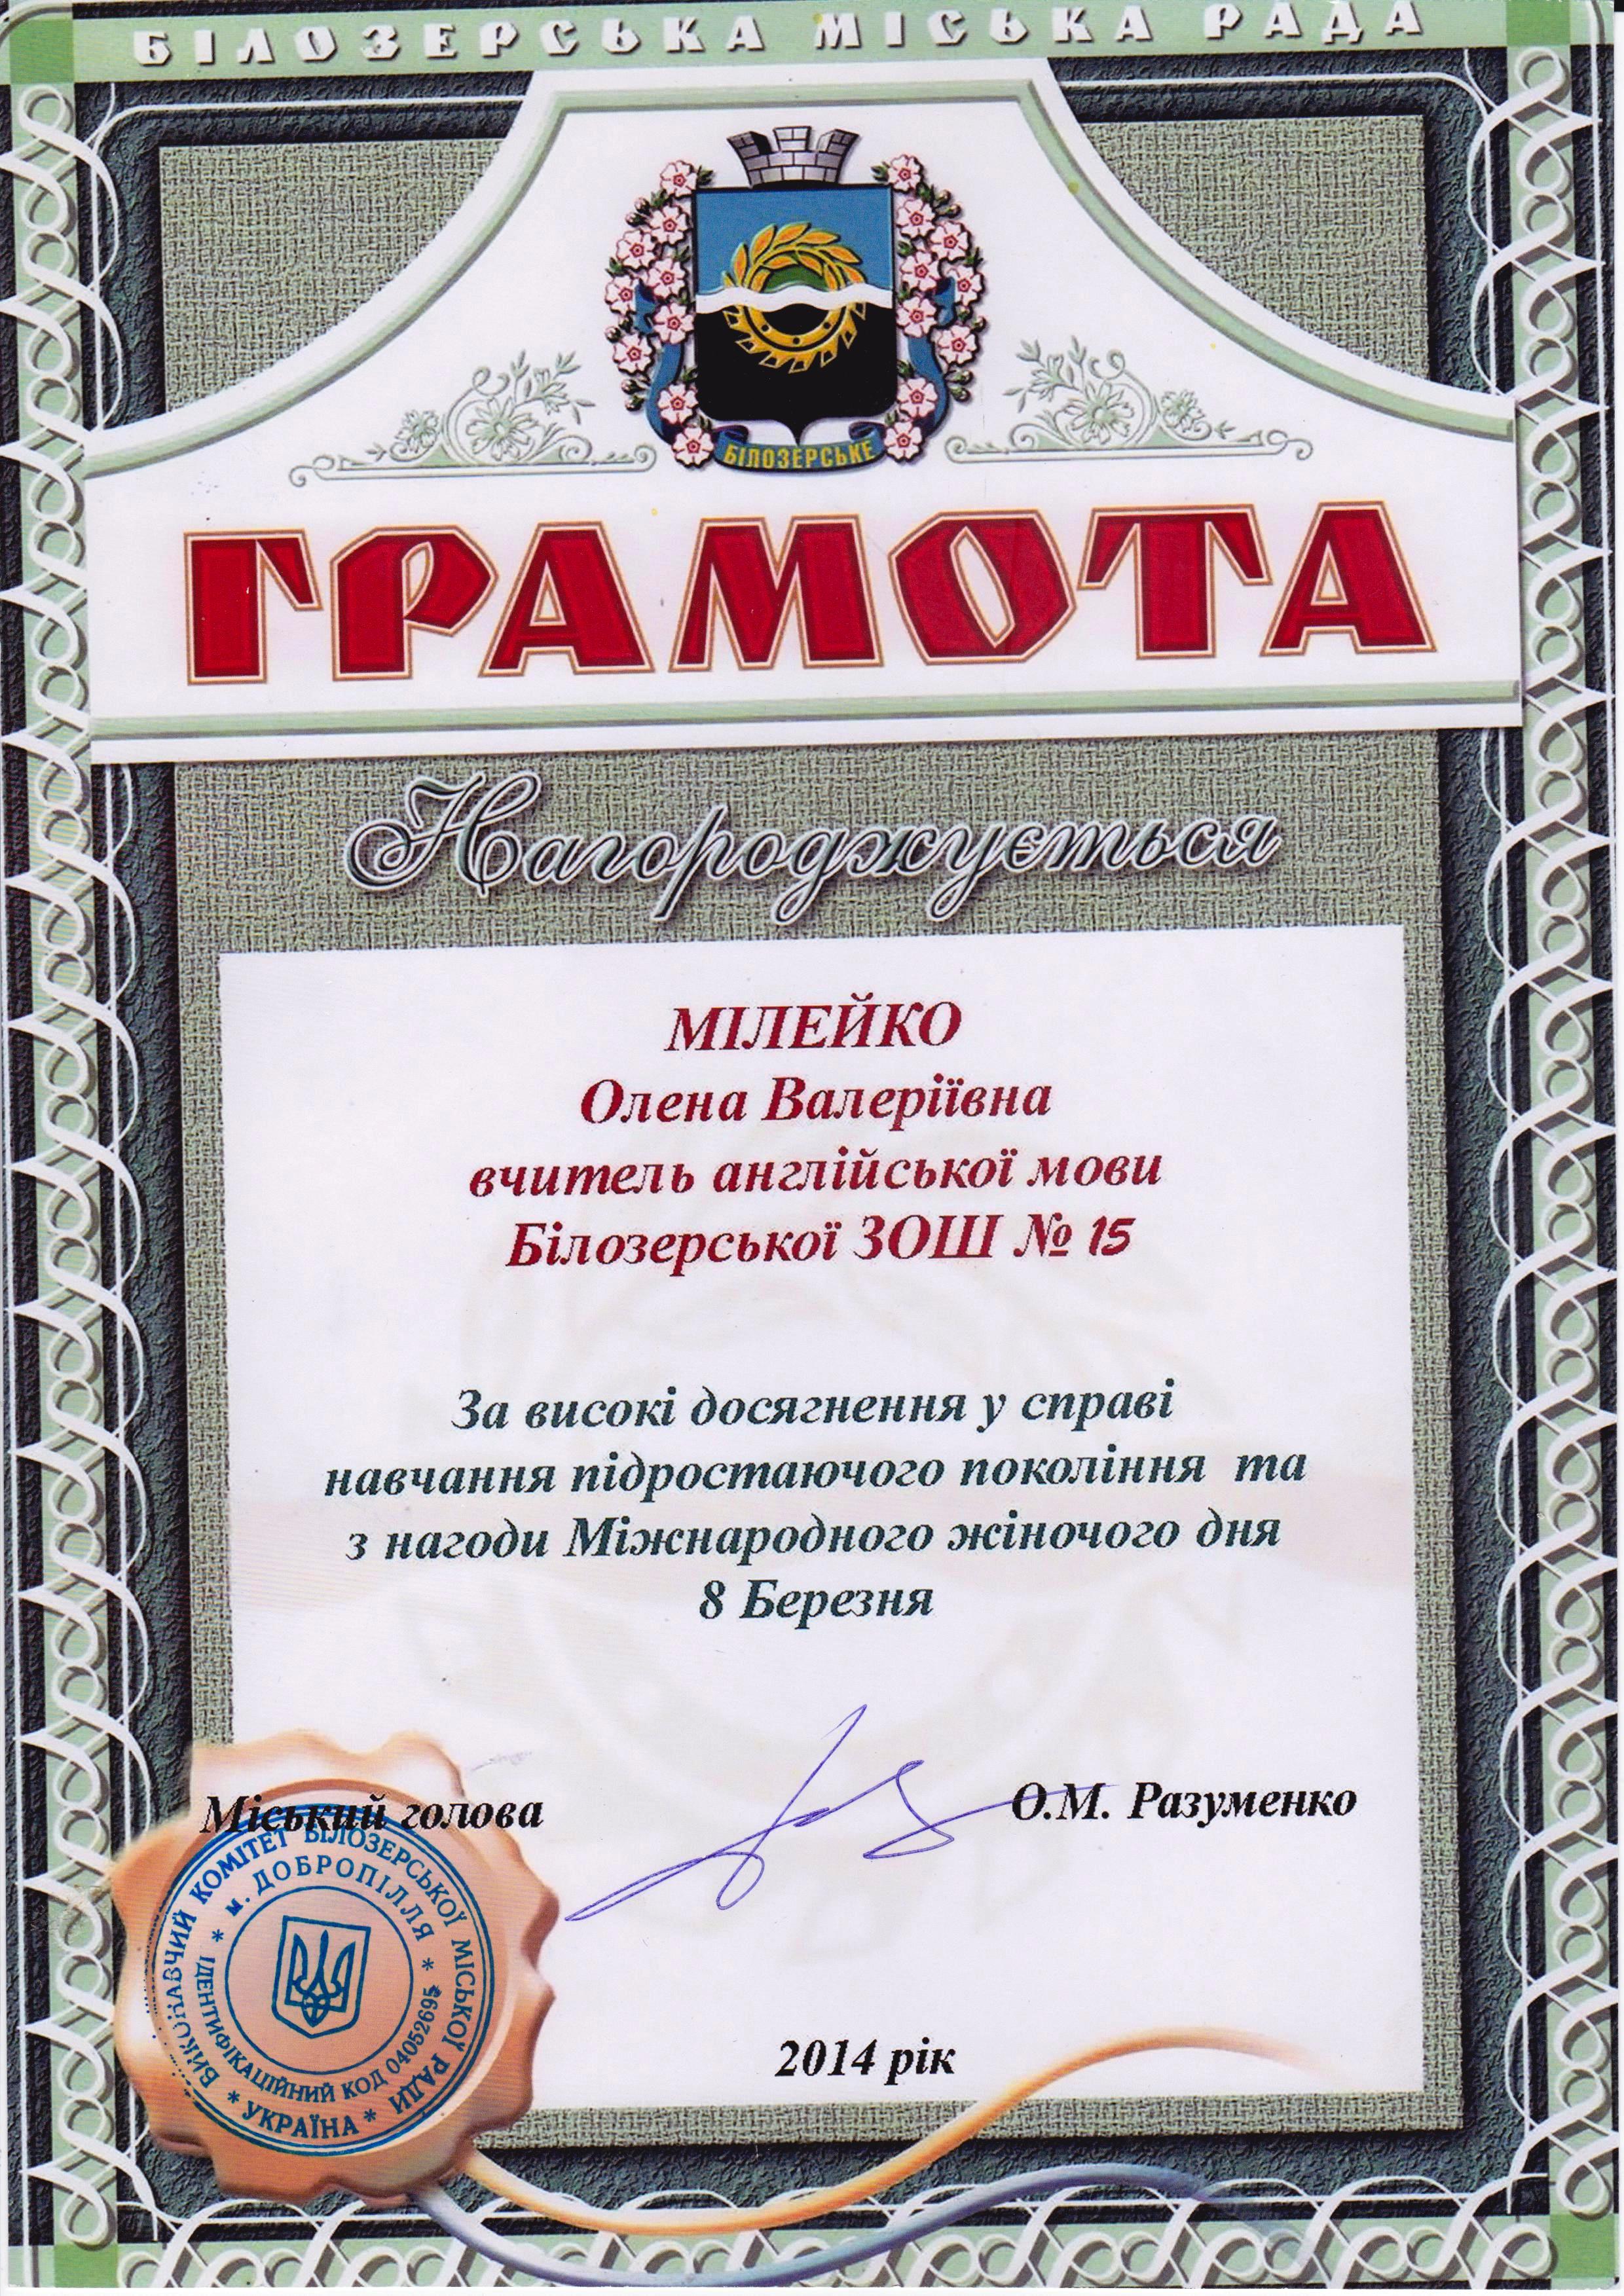 БІЛОЗЕРСЬКА МІСЬКА РАДА
БІЛОЗЕРСЬКЕ
ГРАМОТА
Нагороджується
МІЛЕЙКО
Олена Валеріївна
вчитель англійської мови
Білозерської ЗОШ № 15
За високі досягнення у справі
навчання підростаючого покоління та
з нагоди Міжнародного жіночого дня
8 Березня
Міський голова
О.М. Разуменко
ВИКОНАВЧИЙ КОМІТЕТ БІЛОЗЕРСЬКОЇ МІСЬКОЇ РАДИ
* м. ДОБРОПІЛЛЯ *
ІДЕНТИФІКАЦІЙНИЙ КОД 04052695
* УКРАЇНА *
2014 рік